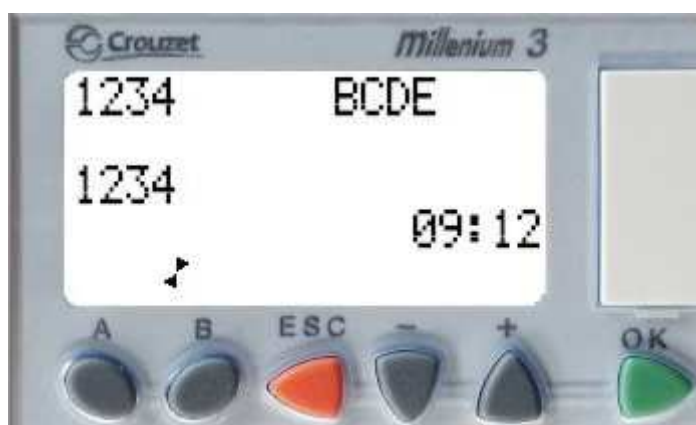 Crouzet Millenium 3
1234 BCDE
1234
09:12
A B ESC − + OK